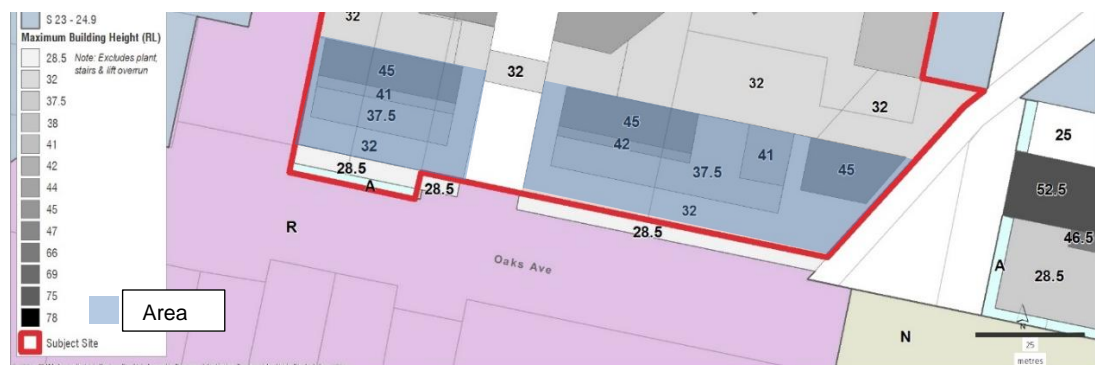 S 23 - 24.9
Maximum Building Height (RL)
28.5 Note: Excludes plant, stairs & lift overrun
32
37.5
38
41
42
44
45
47
66
69
75
78
Subject Site
Area
32
45
41
37.5
32
28.5
A
28.5
32
32
32
45
42
37.5
41
45
32
28.5
R
Oaks Ave
25
52.5
46.5
A
28.5
N
N
25
metres